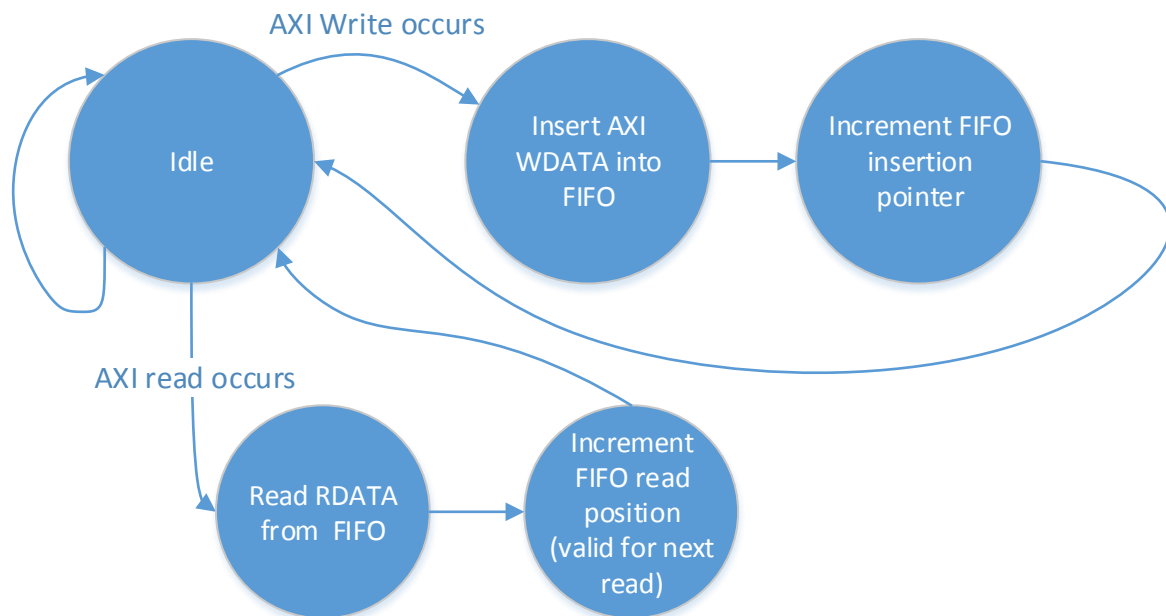 AXI Write occurs
Idle
Insert AXI
WDATA into
FIFO
Increment FIFO
insertion
pointer
AXI read occurs
Read RDATA
from FIFO
Increment
FIFO read
position
(valid for next
read)